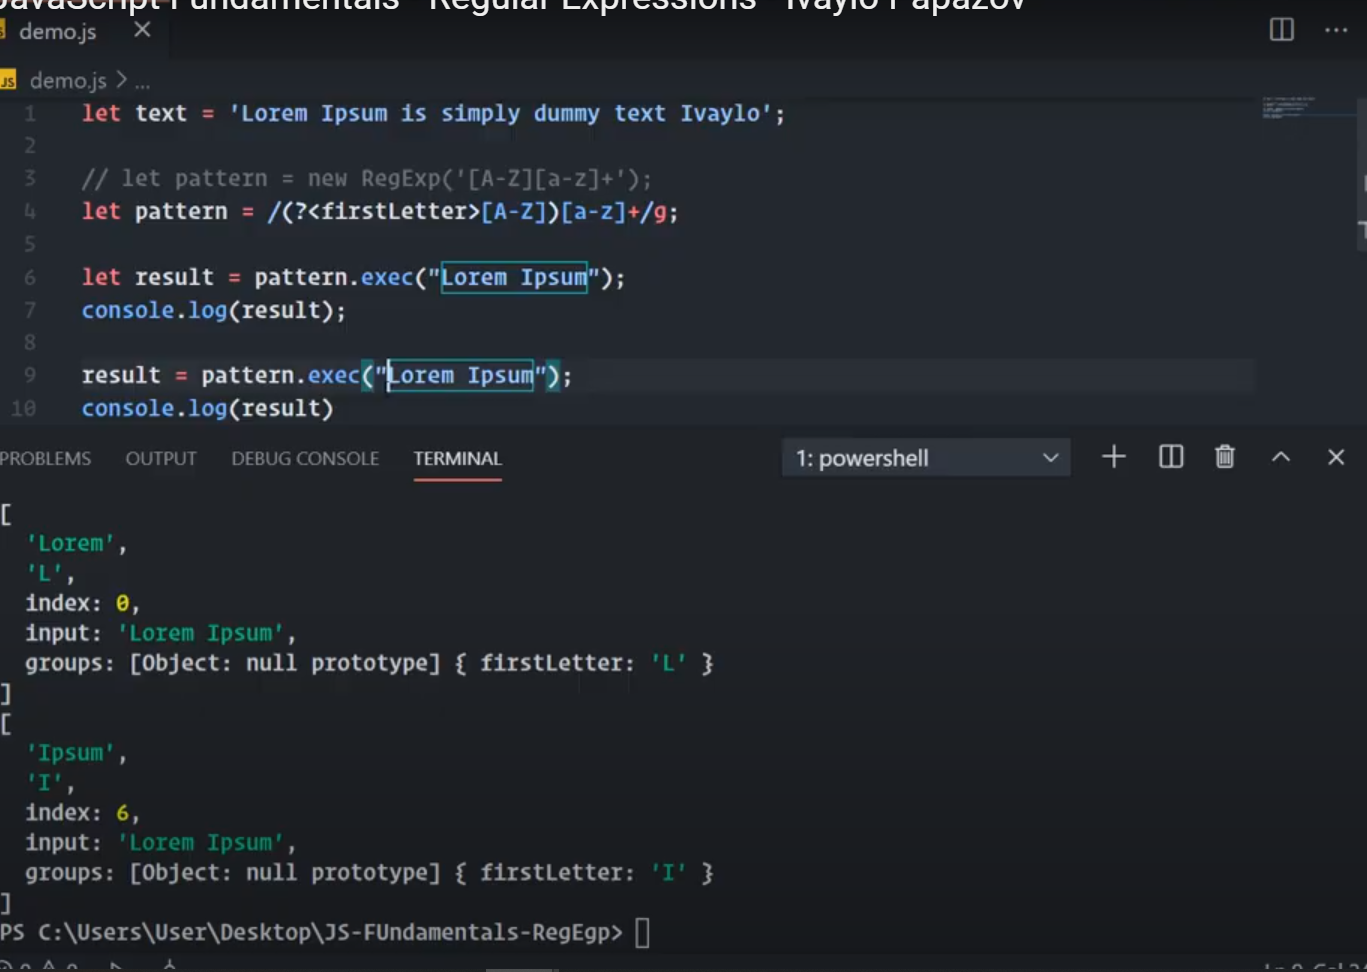 JavaScript Fundamentals - Regular Expressions - Ivaylo Papazov
demo.js
JS demo.js > ...
1 let text = 'Lorem Ipsum is simply dummy text Ivaylo';
2
3 // let pattern = new RegExp('[A-Z][a-z]+');
4 let pattern = /(?<firstLetter>[A-Z])[a-z]+/g;
5
6 let result = pattern.exec("Lorem Ipsum");
7 console.log(result);
8
9 result = pattern.exec("Lorem Ipsum");
10 console.log(result)
PROBLEMS OUTPUT DEBUG CONSOLE TERMINAL 1: powershell
[
'Lorem',
'L',
index: 0,
input: 'Lorem Ipsum',
groups: [Object: null prototype] { firstLetter: 'L' }
]
[
'Ipsum',
'I',
index: 6,
input: 'Lorem Ipsum',
groups: [Object: null prototype] { firstLetter: 'I' }
]
PS C:\Users\User\Desktop\JS-FUndamentals-RegEgp>